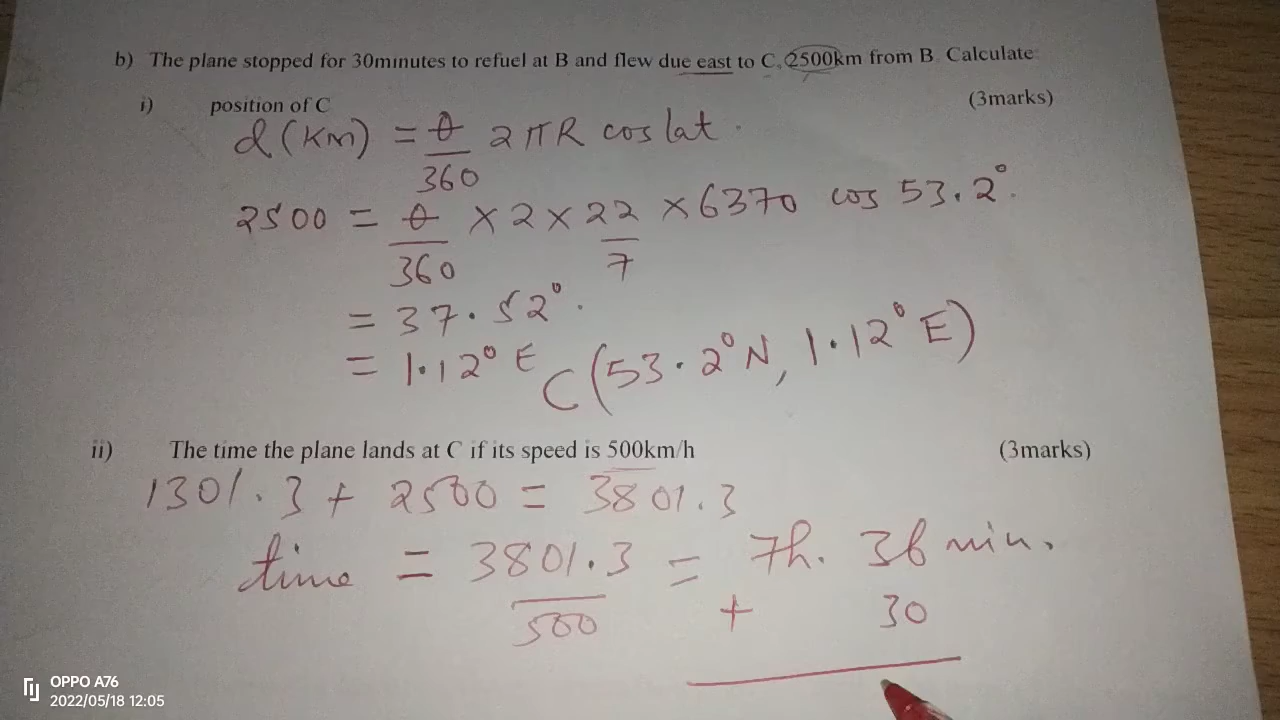 b) The plane stopped for 30minutes to refuel at B and flew due east to C, 2500km from B. Calculate
i) position of C (3marks)
d (km) = θ/360 2πR cos lat.
2500 = θ/360 × 2 × 22/7 × 6370 cos 53.2°.
= 37.52°.
= 1.12° E
C (53.2°N, 1.12° E)
ii) The time the plane lands at C if its speed is 500km/h (3marks)
1301.3 + 2500 = 3801.3
time = 3801.3/500 = 7h. 36 min.
+ 30
OPPO A76
2022/05/18 12:05